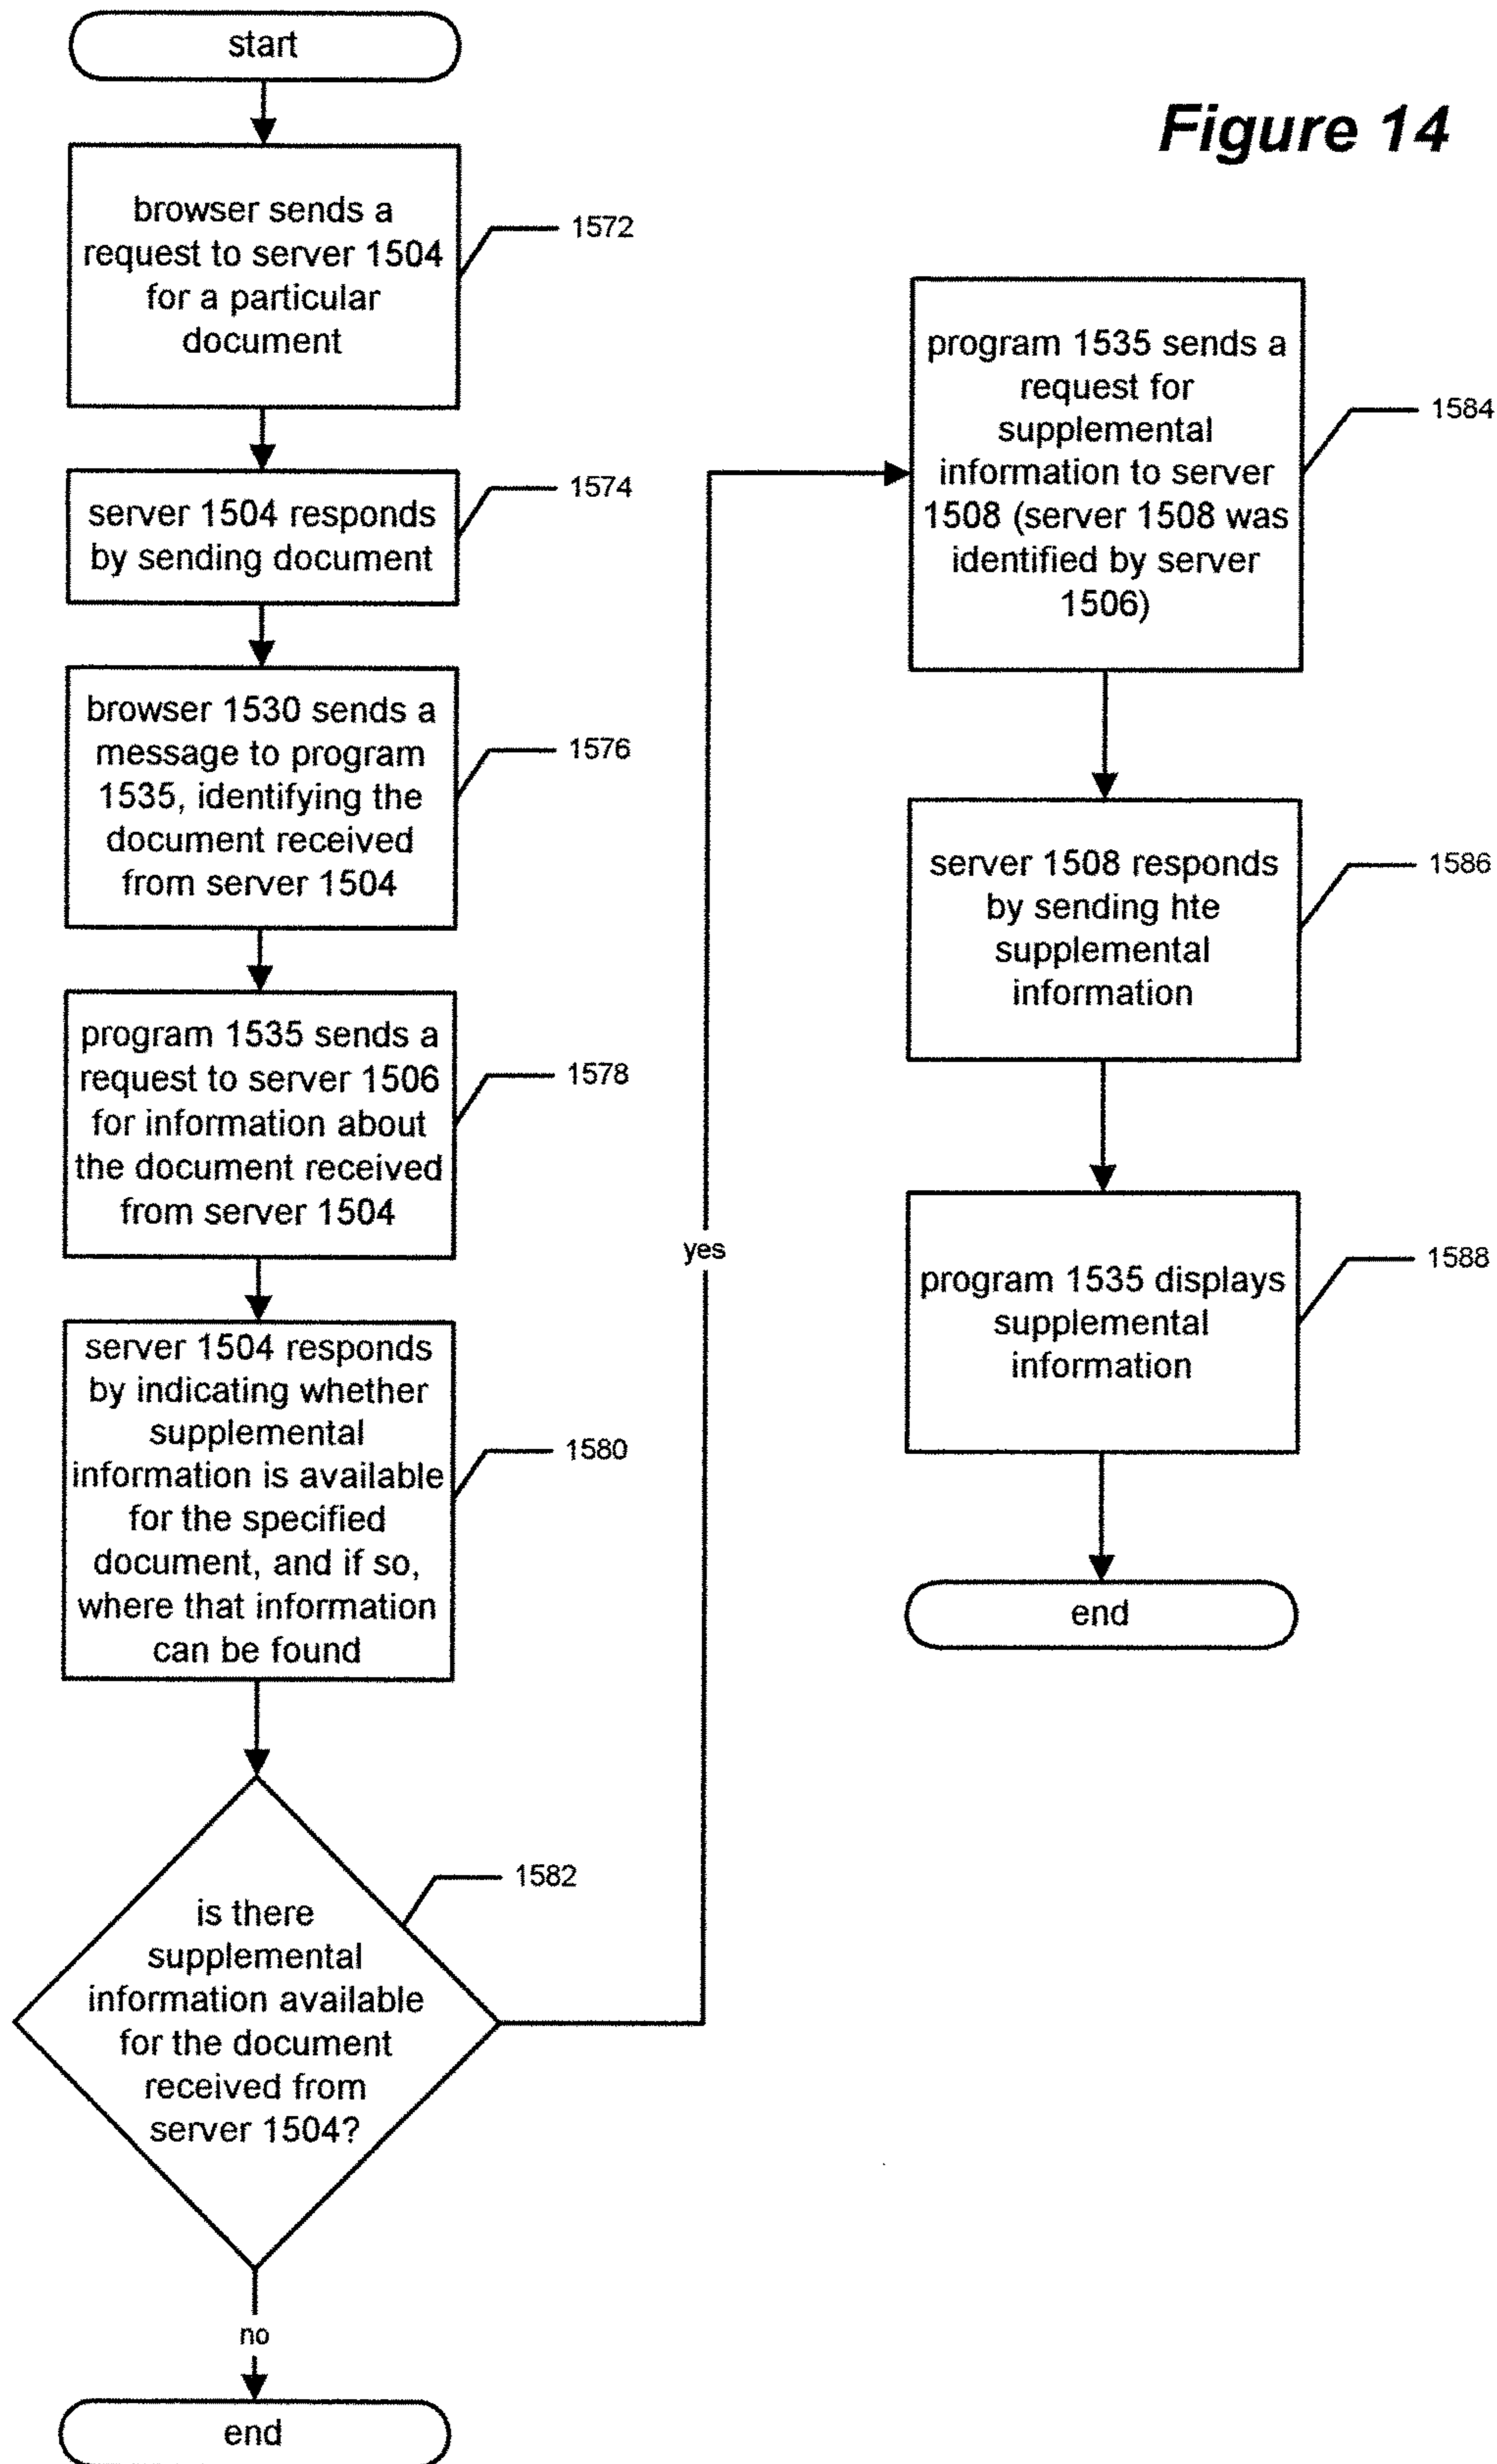 start
Figure 14
browser sends a
request to server 1504
for a particular
document
1572
server 1504 responds
by sending document
1574
browser 1530 sends a
message to program
1535, identifying the
document received
from server 1504
1576
program 1535 sends a
request to server 1506
for information about
the document received
from server 1504
1578
server 1504 responds
by indicating whether
supplemental
information is available
for the specified
document, and if so,
where that information
can be found
1580
is there
supplemental
information available
for the document
received from
server 1504?
1582
no
end
yes
program 1535 sends a
request for
supplemental
information to server
1508 (server 1508 was
identified by server
1506)
1584
server 1508 responds
by sending hte
supplemental
information
1586
program 1535 displays
supplemental
information
1588
end